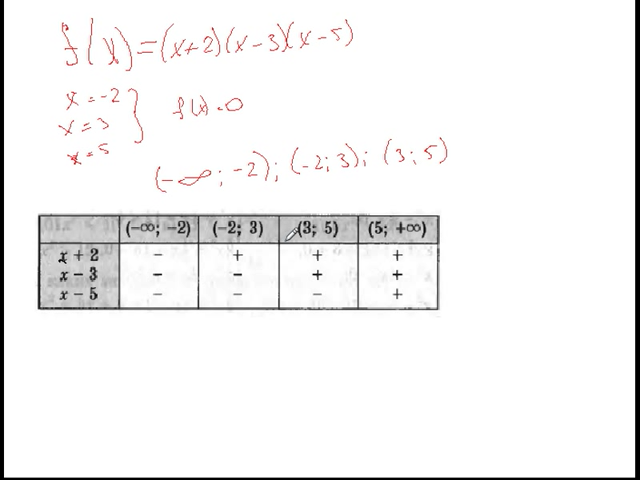 f(x)=(x+2)(x-3)(x-5)
x=-2
x=3
x=5
f(x)=0
(-∞; -2); (-2; 3); (3; 5)
(−∞; −2) (−2; 3) (3; 5) (5; +∞)
x + 2 − + + +
x − 3 − − + +
x − 5 − − − +